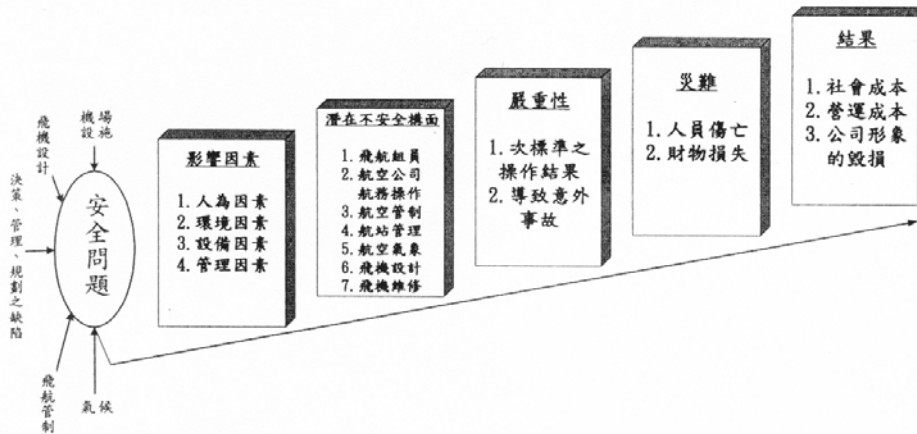 機場
設施
飛機設計
決策、管理、規劃之缺陷
安全問題
飛航管制
氣候
影響因素
1. 人為因素
2. 環境因素
3. 設備因素
4. 管理因素
潛在不安全構面
1. 飛航組員
2. 航空公司
航務操作
3. 航空管制
4. 航站管理
5. 航空氣象
6. 飛機設計
7. 飛機維修
嚴重性
1. 次標準之
操作結果
2. 導致意外
事故
災難
1. 人員傷亡
2. 財物損失
結果
1. 社會成本
2. 營運成本
3. 公司形象
的毀損